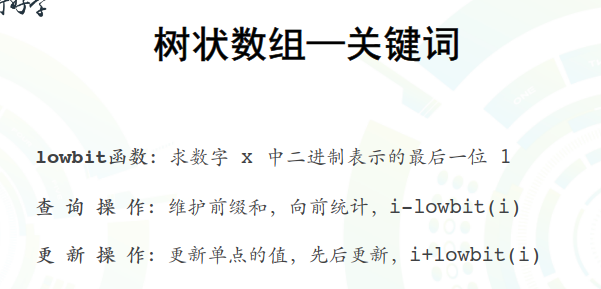 树状数组—关键词
lowbit函数：求数字 x 中二进制表示的最后一位 1
查 询 操 作：维护前缀和，向前统计，i-lowbit(i)
更 新 操 作：更新单点的值，先后更新，i+lowbit(i)